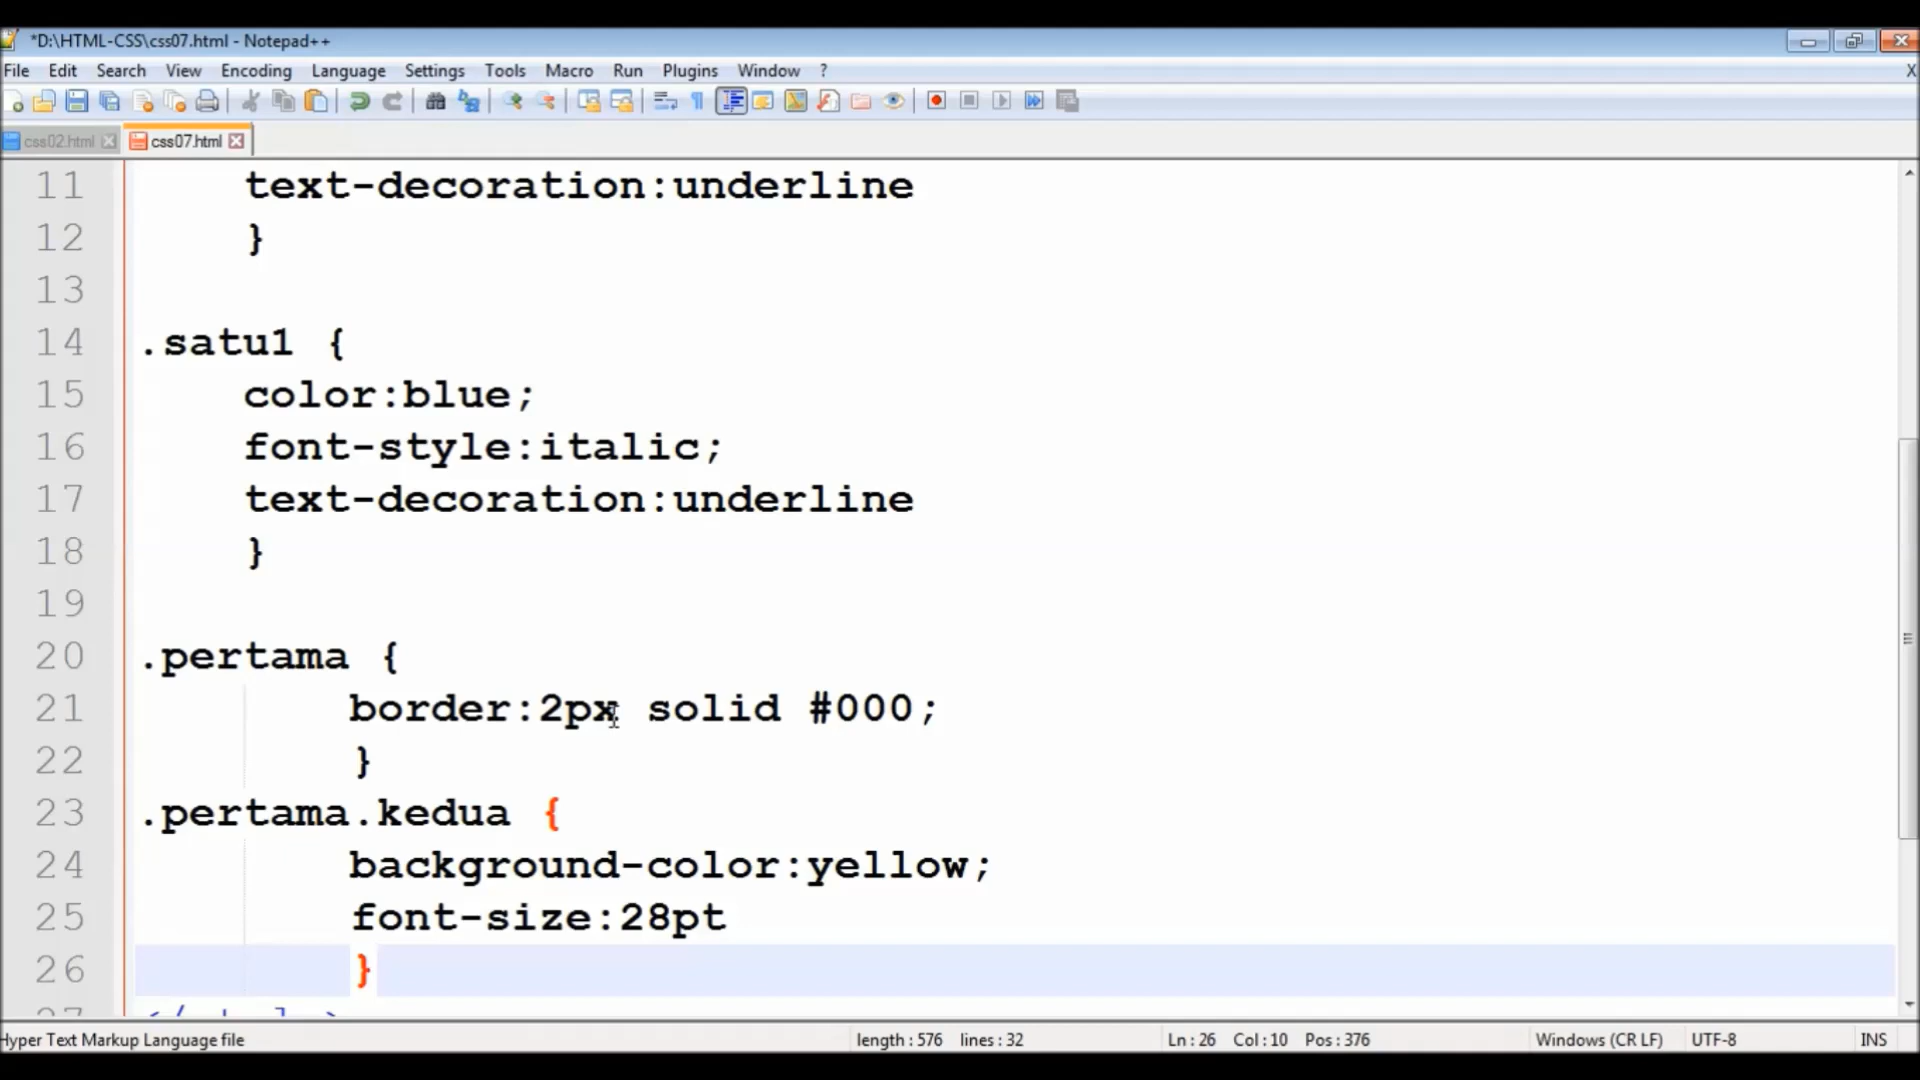 *D:\HTML-CSS\css07.html - Notepad++
File Edit Search View Encoding Language Settings Tools Macro Run Plugins Window ? X
css02.html css07.html
11 text-decoration:underline
12 }
13
14 .satu1 {
15 color:blue;
16 font-style:italic;
17 text-decoration:underline
18 }
19
20 .pertama {
21 border:2px solid #000;
22 }
23 .pertama.kedua {
24 background-color:yellow;
25 font-size:28pt
26 }
Hyper Text Markup Language file length : 576 lines : 32 Ln : 26 Col : 10 Pos : 376 Windows (CR LF) UTF-8 INS